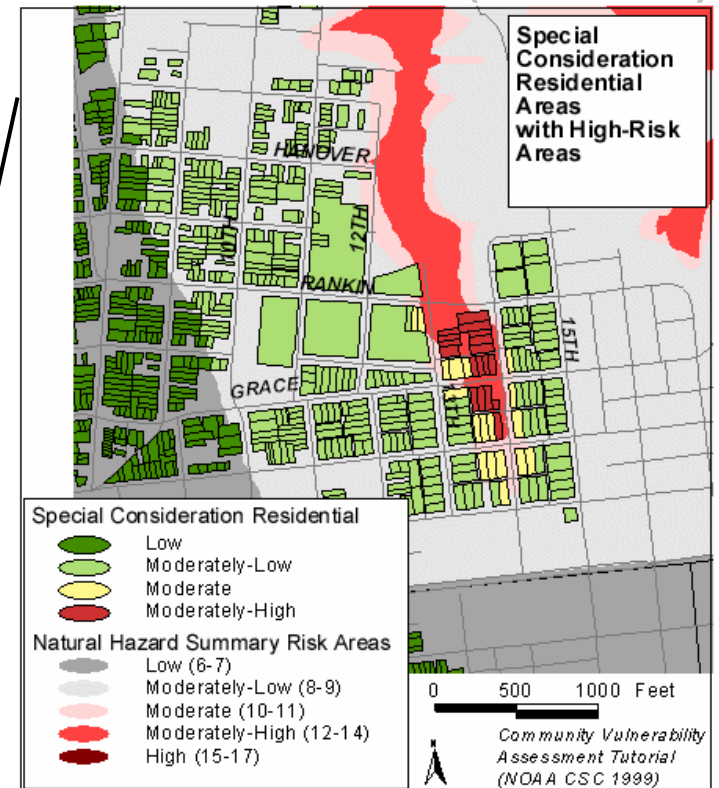 Special
Consideration
Residential
Areas
with High-Risk
Areas
HANOVER
12TH
RANKIN
15TH
GRACE
Special Consideration Residential
Low
Moderately-Low
Moderate
Moderately-High
Natural Hazard Summary Risk Areas
Low (6-7)
Moderately-Low (8-9)
Moderate (10-11)
Moderately-High (12-14)
High (15-17)
0 500 1000 Feet
N
Community Vulnerability
Assessment Tutorial
(NOAA CSC 1999)